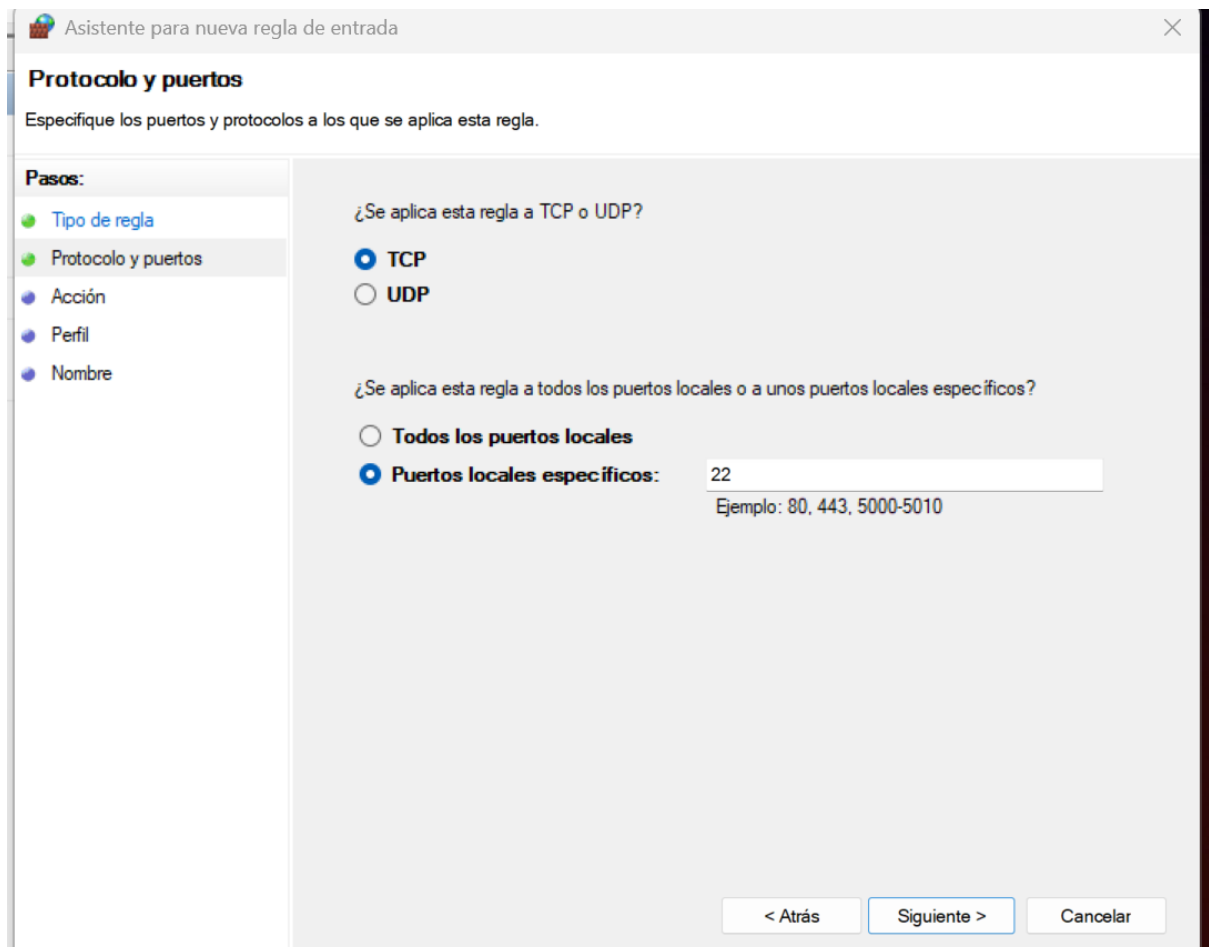 Asistente para nueva regla de entrada
Protocolo y puertos
Especifique los puertos y protocolos a los que se aplica esta regla.
Pasos:
Tipo de regla
Protocolo y puertos
Acción
Perfil
Nombre
¿Se aplica esta regla a TCP o UDP?
TCP
UDP
¿Se aplica esta regla a todos los puertos locales o a unos puertos locales específicos?
Todos los puertos locales
Puertos locales específicos: 22
Ejemplo: 80, 443, 5000-5010
< Atrás Siguiente > Cancelar